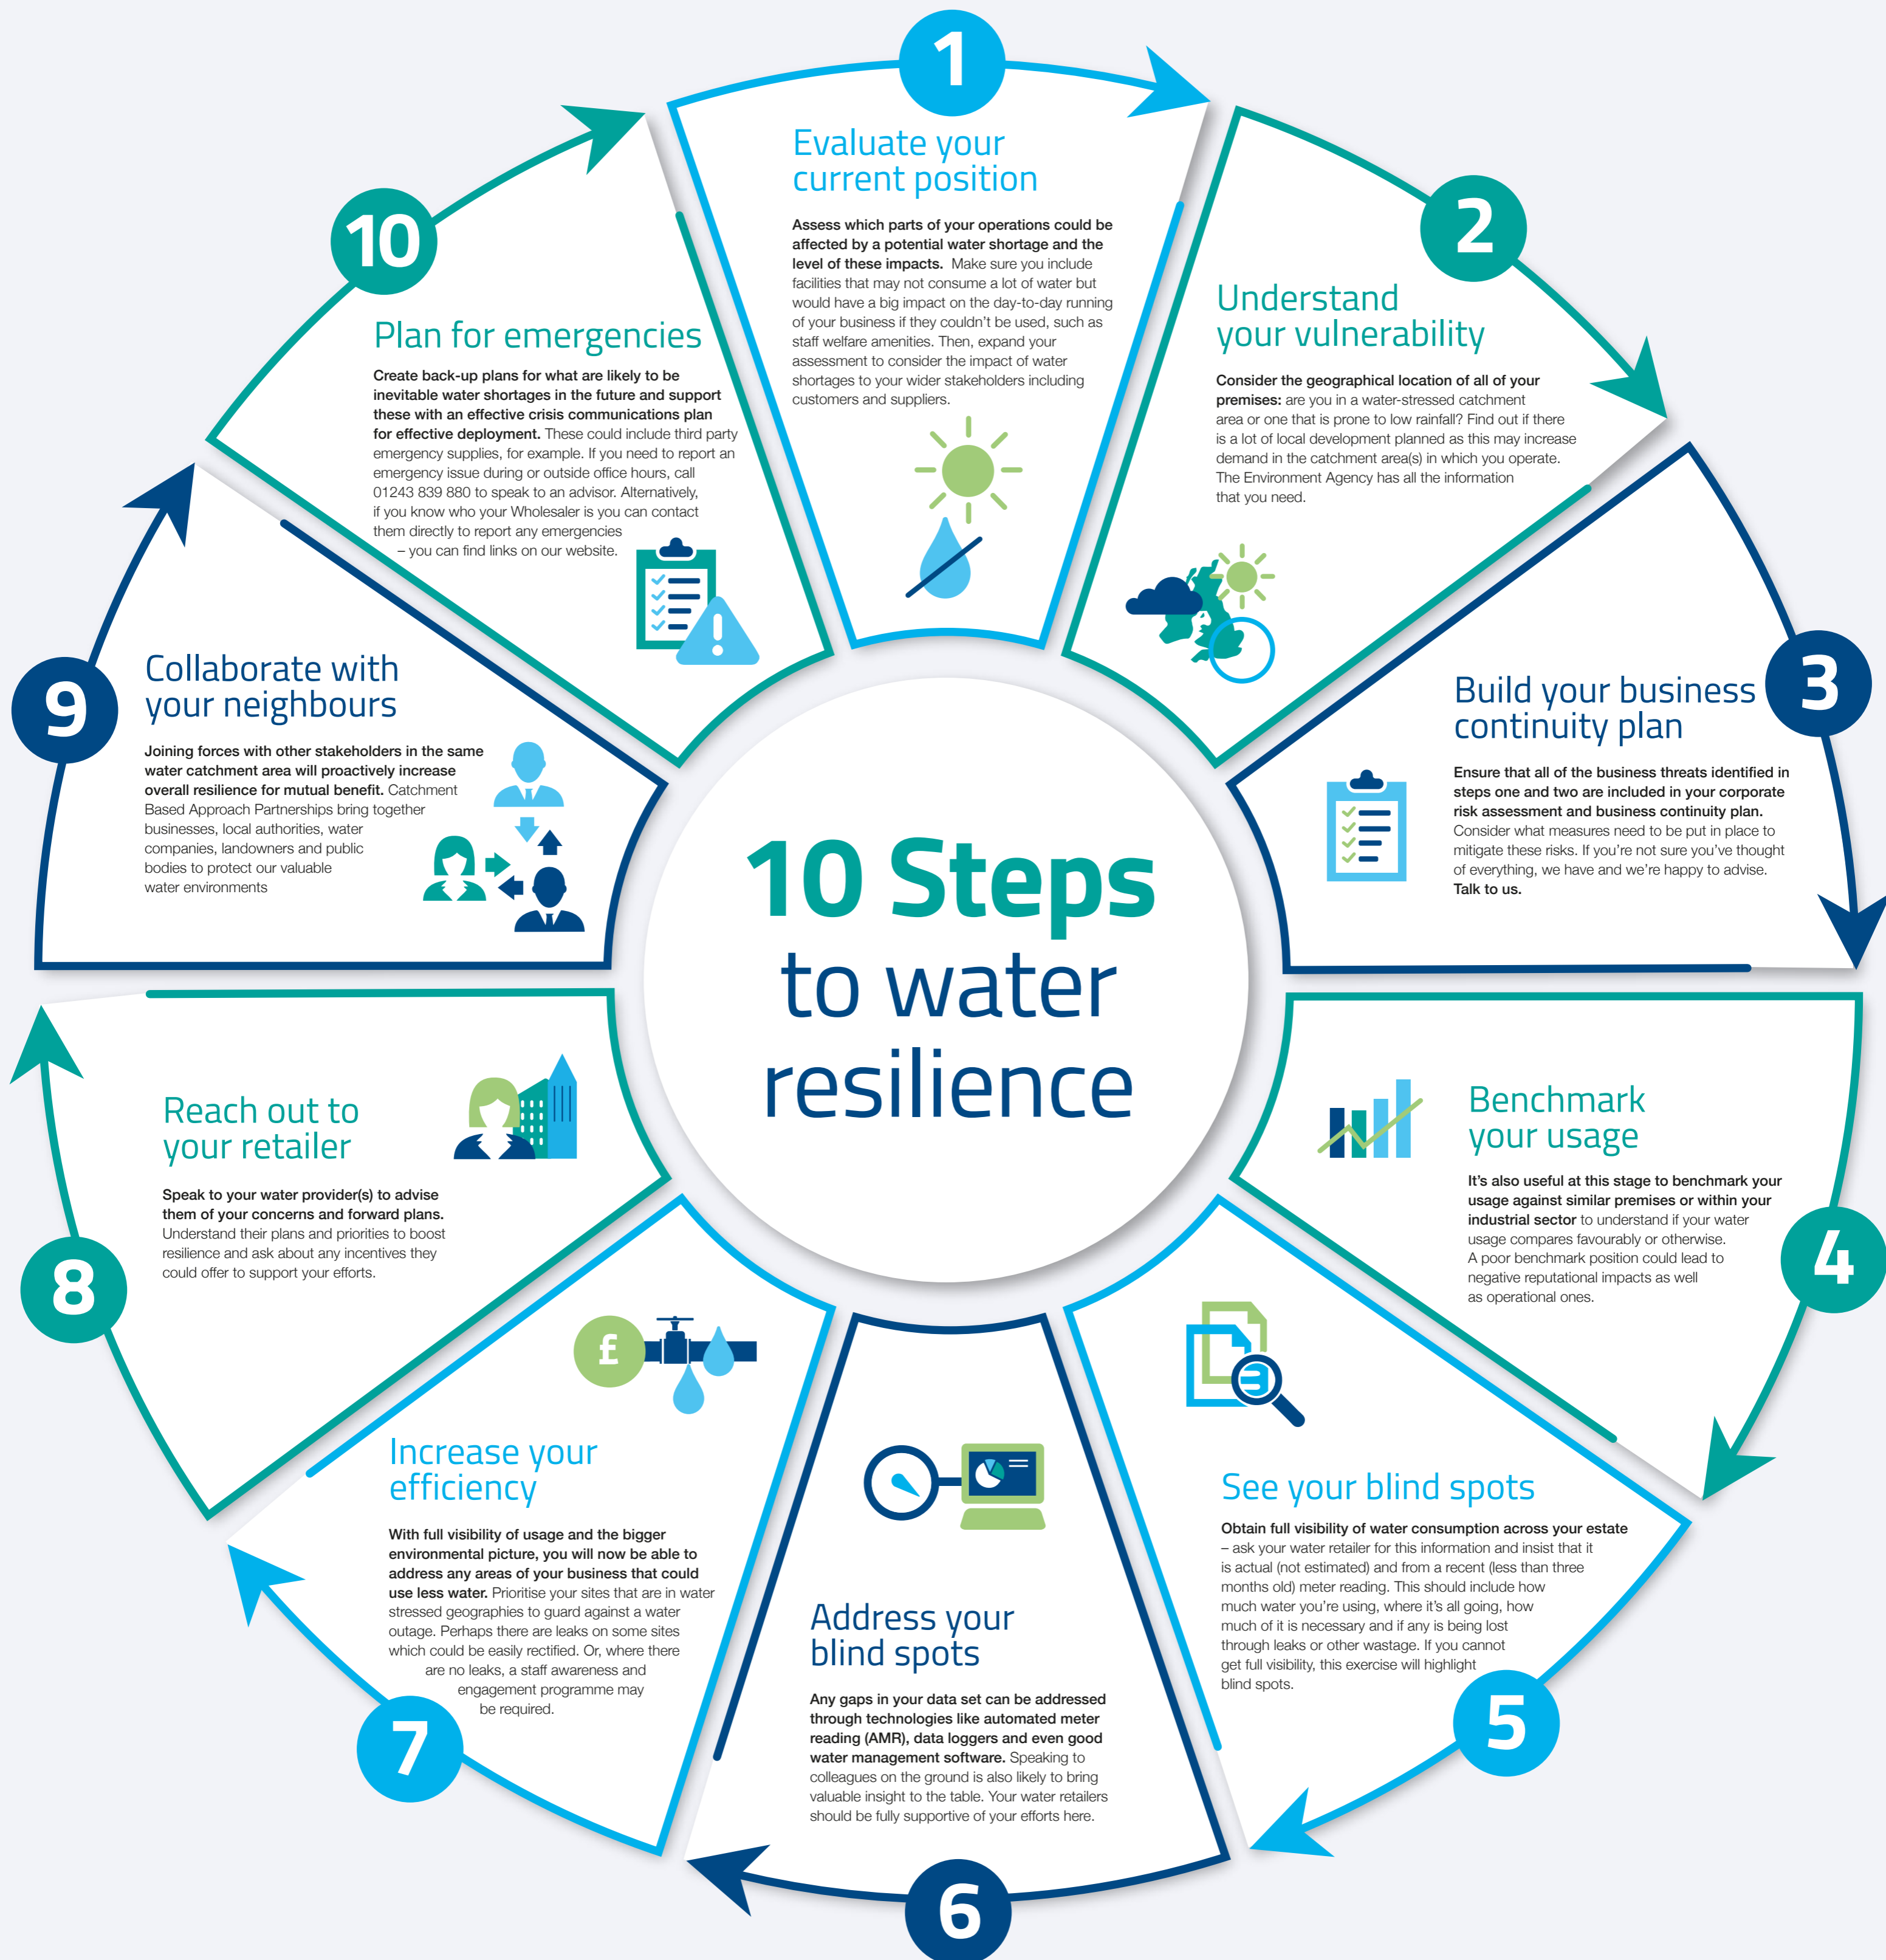 10 Steps
to water
resilience
1
Evaluate your
current position
Assess which parts of your operations could be
affected by a potential water shortage and the
level of these impacts. Make sure you include
facilities that may not consume a lot of water but
would have a big impact on the day-to-day running
of your business if they couldn't be used, such as
staff welfare amenities. Then, expand your
assessment to consider the impact of water
shortages to your wider stakeholders including
customers and suppliers.
2
Understand
your vulnerability
Consider the geographical location of all of your
premises: are you in a water-stressed catchment
area or one that is prone to low rainfall? Find out if there
is a lot of local development planned as this may increase
demand in the catchment area(s) in which you operate.
The Environment Agency has all the information
that you need.
3
Build your business
continuity plan
Ensure that all of the business threats identified in
steps one and two are included in your corporate
risk assessment and business continuity plan.
Consider what measures need to be put in place to
mitigate these risks. If you're not sure you've thought
of everything, we have and we're happy to advise.
Talk to us.
4
Benchmark
your usage
It's also useful at this stage to benchmark your
usage against similar premises or within your
industrial sector to understand if your water
usage compares favourably or otherwise.
A poor benchmark position could lead to
negative reputational impacts as well
as operational ones.
5
See your blind spots
Obtain full visibility of water consumption across your estate
– ask your water retailer for this information and insist that it
is actual (not estimated) and from a recent (less than three
months old) meter reading. This should include how
much water you're using, where it's all going, how
much of it is necessary and if any is being lost
through leaks or other wastage. If you cannot
get full visibility, this exercise will highlight
blind spots.
6
Address your
blind spots
Any gaps in your data set can be addressed
through technologies like automated meter
reading (AMR), data loggers and even good
water management software. Speaking to
colleagues on the ground is also likely to bring
valuable insight to the table. Your water retailers
should be fully supportive of your efforts here.
7
£
Increase your
efficiency
With full visibility of usage and the bigger
environmental picture, you will now be able to
address any areas of your business that could
use less water. Prioritise your sites that are in water
stressed geographies to guard against a water
outage. Perhaps there are leaks on some sites
which could be easily rectified. Or, where there
are no leaks, a staff awareness and
engagement programme may
be required.
8
Reach out to
your retailer
Speak to your water provider(s) to advise
them of your concerns and forward plans.
Understand their plans and priorities to boost
resilience and ask about any incentives they
could offer to support your efforts.
9
Collaborate with
your neighbours
Joining forces with other stakeholders in the same
water catchment area will proactively increase
overall resilience for mutual benefit. Catchment
Based Approach Partnerships bring together
businesses, local authorities, water
companies, landowners and public
bodies to protect our valuable
water environments
10
Plan for emergencies
Create back-up plans for what are likely to be
inevitable water shortages in the future and support
these with an effective crisis communications plan
for effective deployment. These could include third party
emergency supplies, for example. If you need to report an
emergency issue during or outside office hours, call
01243 839 880 to speak to an advisor. Alternatively,
if you know who your Wholesaler is you can contact
them directly to report any emergencies
– you can find links on our website.
!